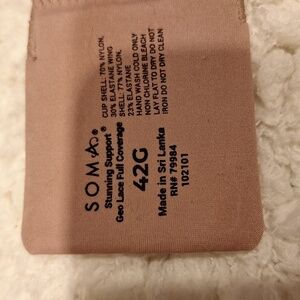 SOMA®
Stunning Support®
Geo Lace Full Coverage
42G
Made in Sri Lanka
RN# 79984
102101
CUP SHELL: 70% NYLON,
30% ELASTANE WING
SHELL: 77% NYLON,
23% ELASTANE
HAND WASH COLD ONLY
NON CHLORINE BLEACH
LAY FLAT TO DRY DO NOT
IRON DO NOT DRY CLEAN